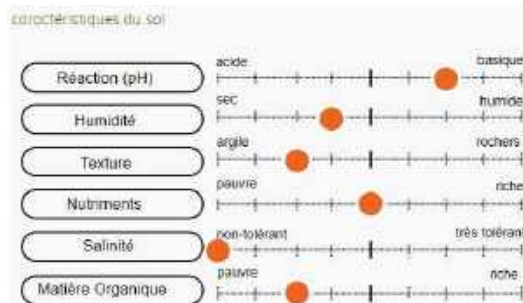 caractéristiques du sol
acide basique
Réaction (pH)
sec humide
Humidité
argile rochers
Texture
pauvre riche
Nutriments
non-tolérant très tolérant
Salinité
pauvre riche
Matière Organique